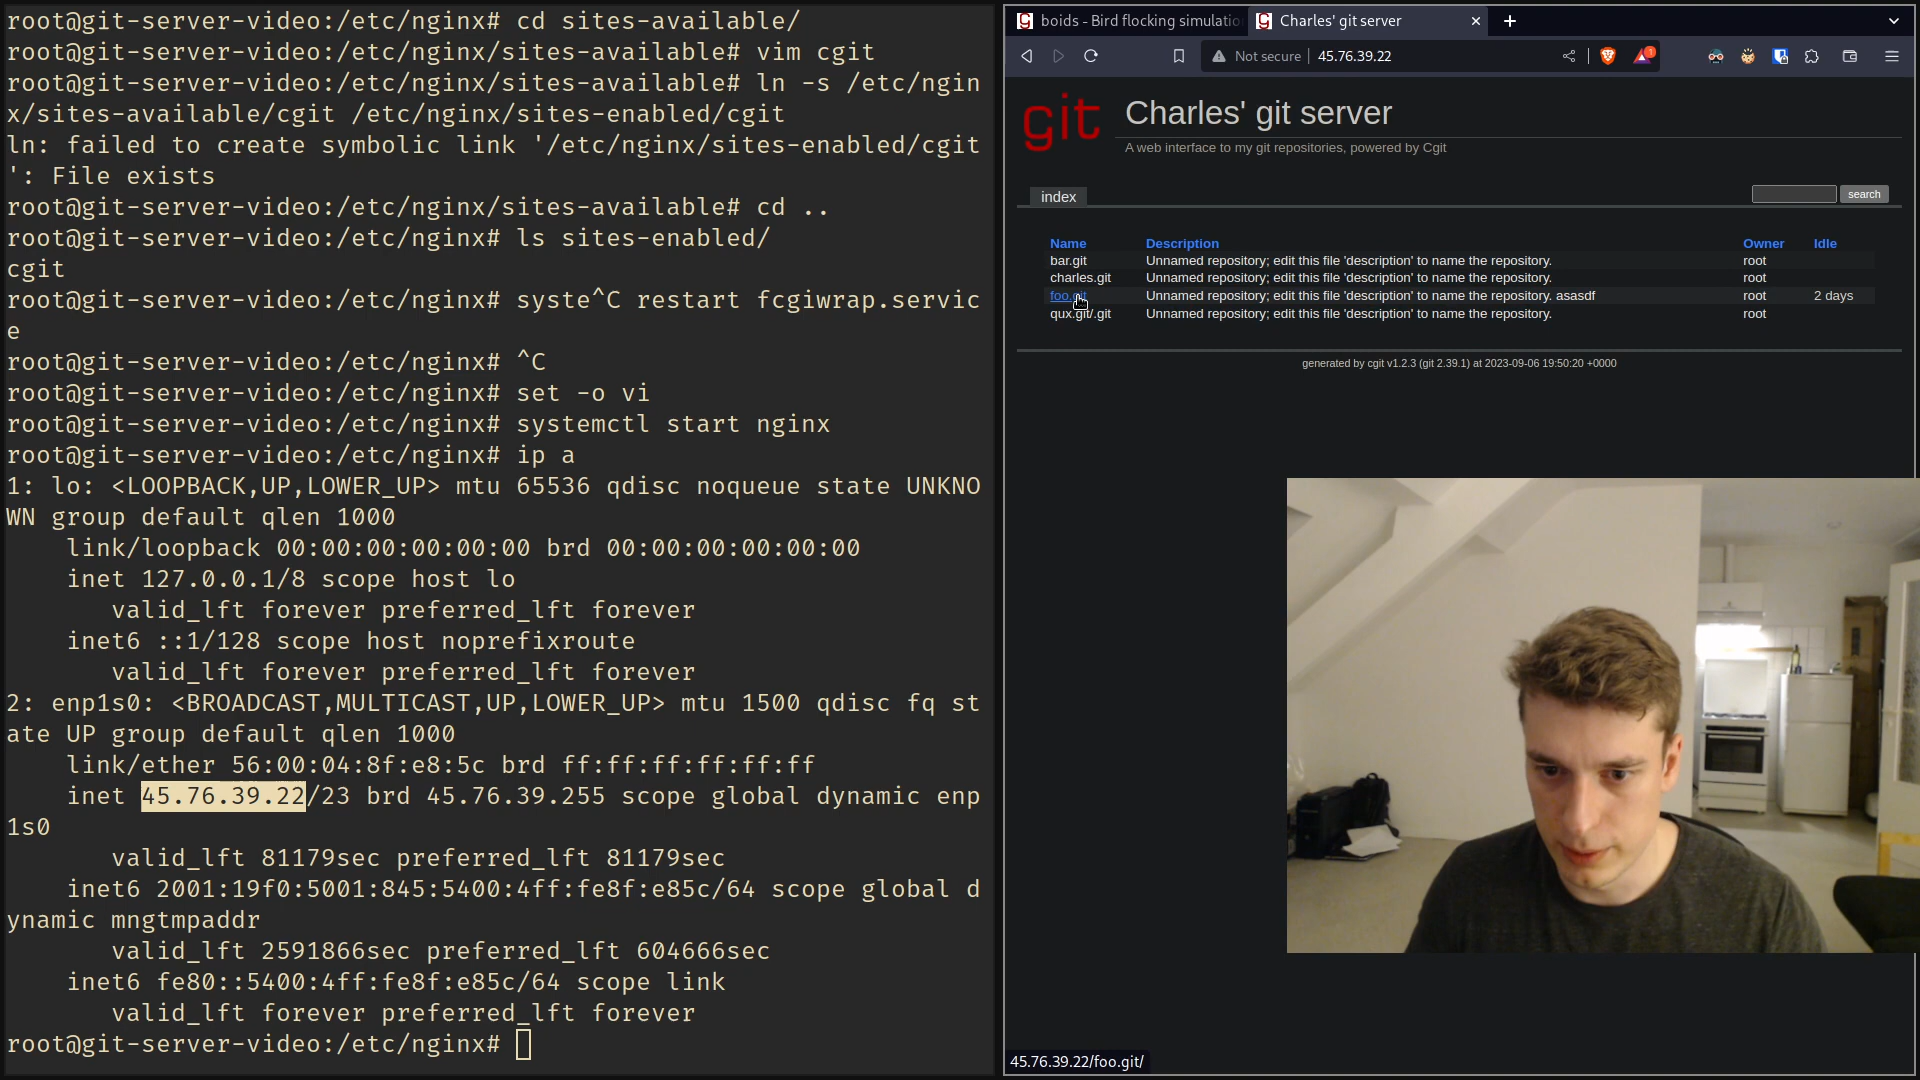 root@git-server-video:/etc/nginx# cd sites-available/
root@git-server-video:/etc/nginx/sites-available# vim cgit
root@git-server-video:/etc/nginx/sites-available# ln -s /etc/ngin
x/sites-available/cgit /etc/nginx/sites-enabled/cgit
ln: failed to create symbolic link '/etc/nginx/sites-enabled/cgit
': File exists
root@git-server-video:/etc/nginx/sites-available# cd ..
root@git-server-video:/etc/nginx# ls sites-enabled/
cgit
root@git-server-video:/etc/nginx# syste^C restart fcgiwrap.servic
e
root@git-server-video:/etc/nginx# ^C
root@git-server-video:/etc/nginx# set -o vi
root@git-server-video:/etc/nginx# systemctl start nginx
root@git-server-video:/etc/nginx# ip a
1: lo: <LOOPBACK,UP,LOWER_UP> mtu 65536 qdisc noqueue state UNKNO
WN group default qlen 1000
    link/loopback 00:00:00:00:00:00 brd 00:00:00:00:00:00
    inet 127.0.0.1/8 scope host lo
       valid_lft forever preferred_lft forever
    inet6 ::1/128 scope host noprefixroute
       valid_lft forever preferred_lft forever
2: enp1s0: <BROADCAST,MULTICAST,UP,LOWER_UP> mtu 1500 qdisc fq st
ate UP group default qlen 1000
    link/ether 56:00:04:8f:e8:5c brd ff:ff:ff:ff:ff:ff
    inet 45.76.39.22/23 brd 45.76.39.255 scope global dynamic enp
1s0
       valid_lft 81179sec preferred_lft 81179sec
    inet6 2001:19f0:5001:845:5400:4ff:fe8f:e85c/64 scope global d
ynamic mngtmpaddr
       valid_lft 2591866sec preferred_lft 604666sec
    inet6 fe80::5400:4ff:fe8f:e85c/64 scope link
       valid_lft forever preferred_lft forever
root@git-server-video:/etc/nginx#
boids - Bird flocking simulatio
Charles' git server
Not secure 45.76.39.22
git
Charles' git server
A web interface to my git repositories, powered by Cgit
index
search
Name Description Owner Idle
bar.git Unnamed repository; edit this file 'description' to name the repository. root
charles.git Unnamed repository; edit this file 'description' to name the repository. root
foo.git Unnamed repository; edit this file 'description' to name the repository. asasdf root 2 days
qux.git/.git Unnamed repository; edit this file 'description' to name the repository. root
generated by cgit v1.2.3 (git 2.39.1) at 2023-09-06 19:50:20 +0000
45.76.39.22/foo.git/